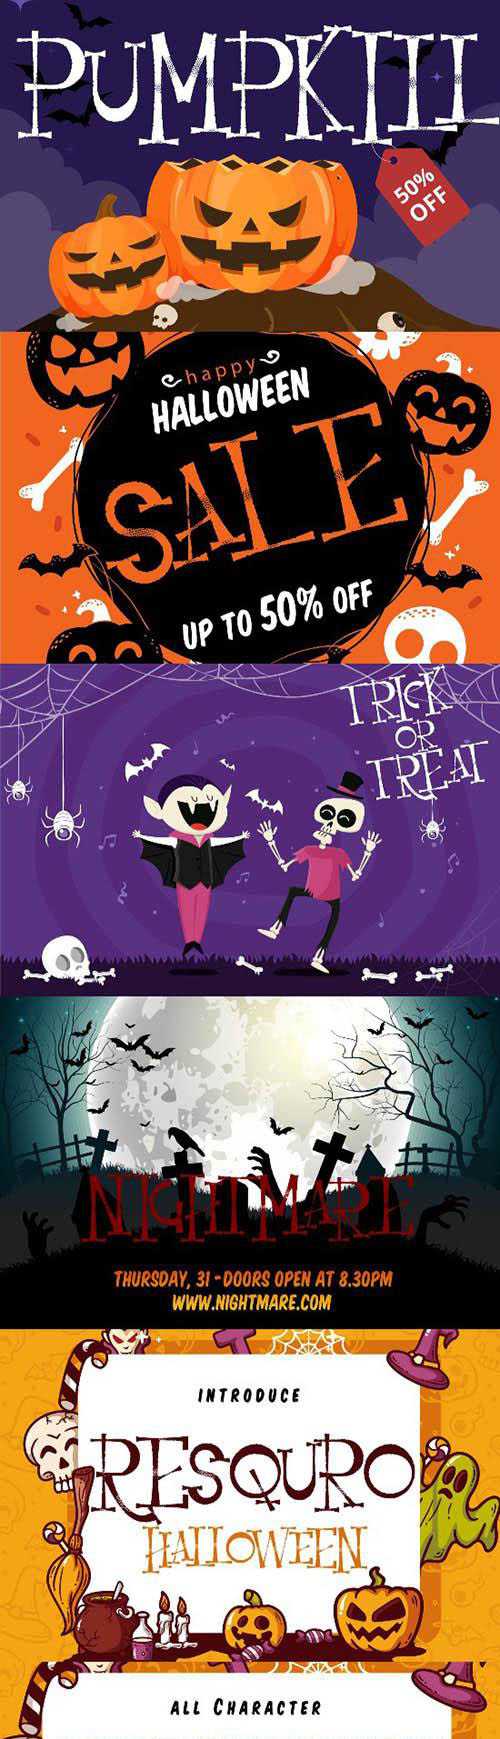 PUMPKIII
50%
OFF
happy
HALLOWEEN
SALE
UP TO 50% OFF
TRICK
OR
TREAT
NIGHTMARE
THURSDAY, 31 - DOORS OPEN AT 8.30PM
WWW.NIGHTMARE.COM
INTRODUCE
RESQURO
HALLOWEEN
ALL CHARACTER